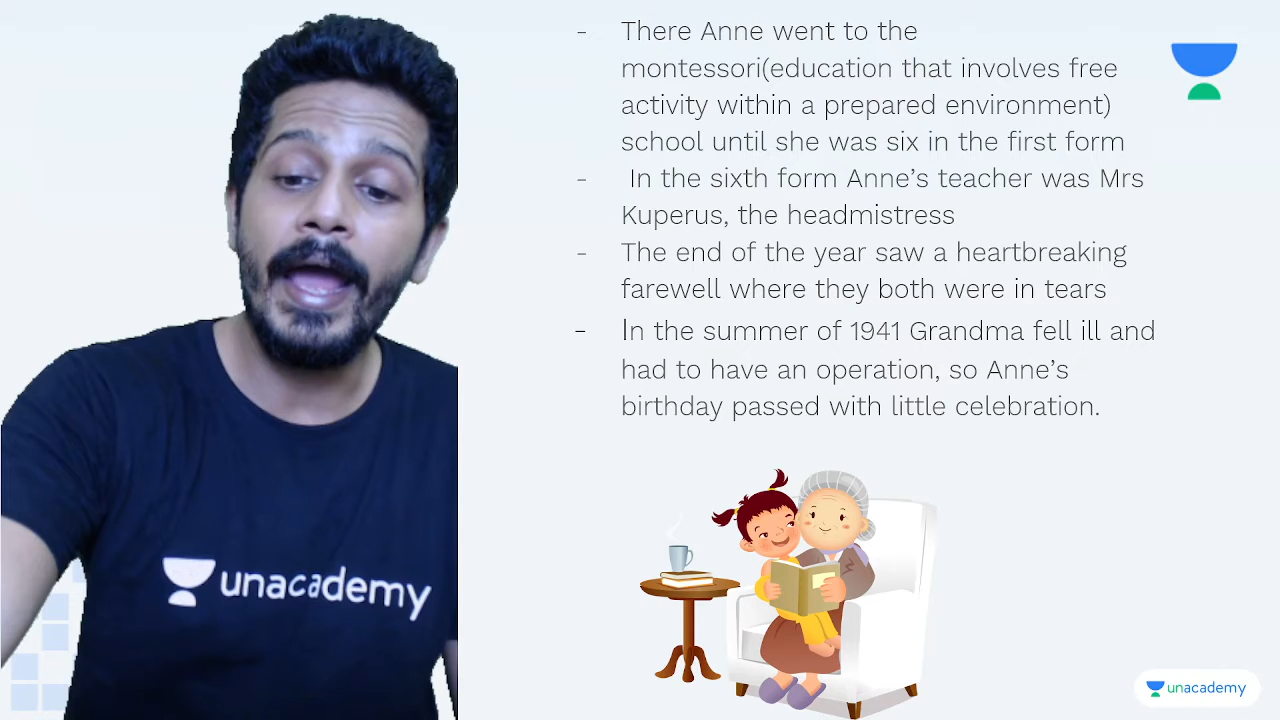 - There Anne went to the
montessori(education that involves free
activity within a prepared environment)
school until she was six in the first form
- In the sixth form Anne’s teacher was Mrs
Kuperus, the headmistress
- The end of the year saw a heartbreaking
farewell where they both were in tears
- In the summer of 1941 Grandma fell ill and
had to have an operation, so Anne’s
birthday passed with little celebration.
unacademy
unacademy